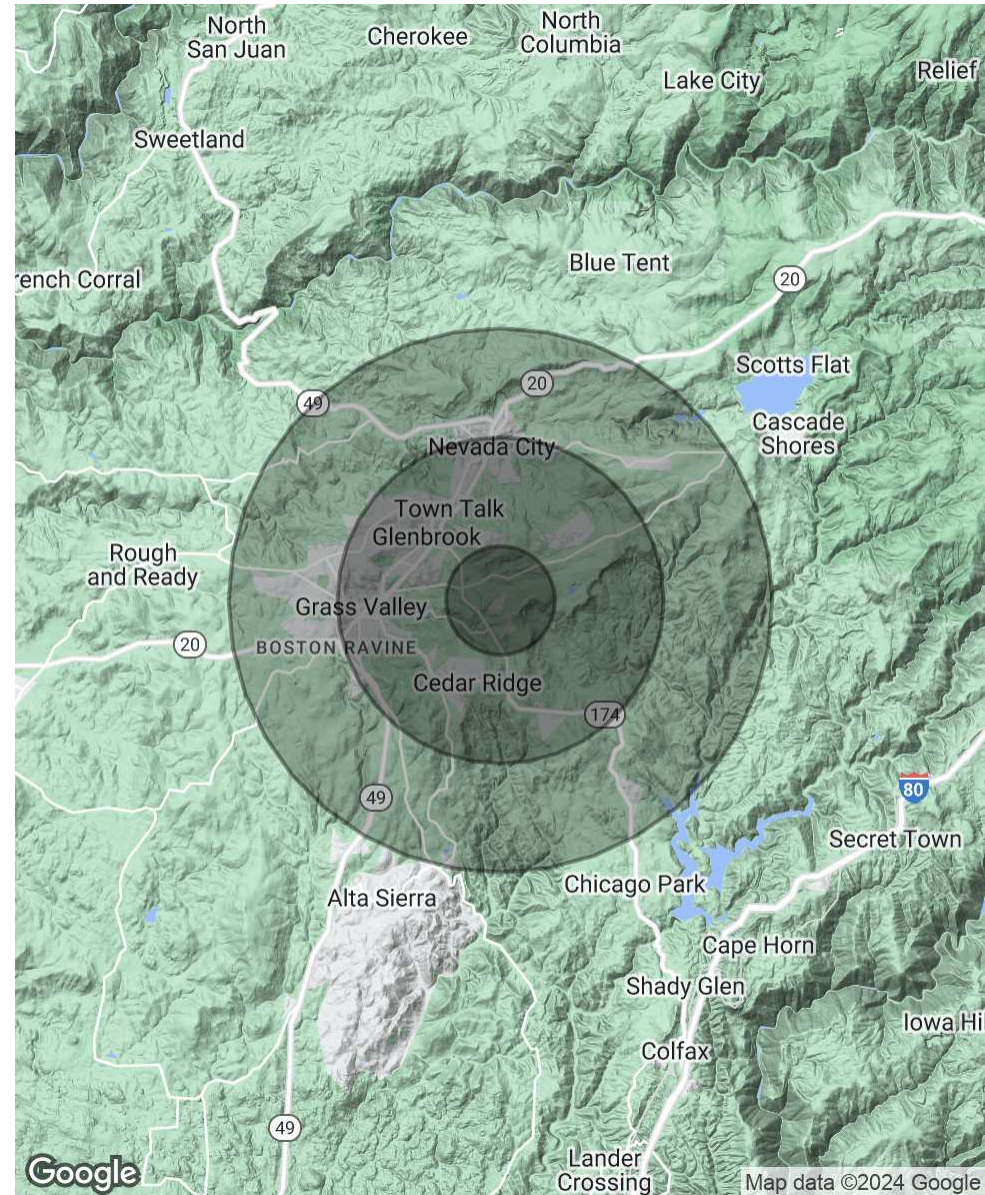 North
San Juan
Cherokee
North
Columbia
Lake City
Relief
Sweetland
rench Corral
Blue Tent
20
Scotts Flat
20
49
Cascade
Shores
Nevada City
Town Talk
Glenbrook
Rough
and Ready
Grass Valley
20
BOSTON RAVINE
Cedar Ridge
174
80
49
Secret Town
Chicago Park
Alta Sierra
Cape Horn
Shady Glen
Iowa Hi
Colfax
49
Lander
Crossing
Google
Map data ©2024 Google